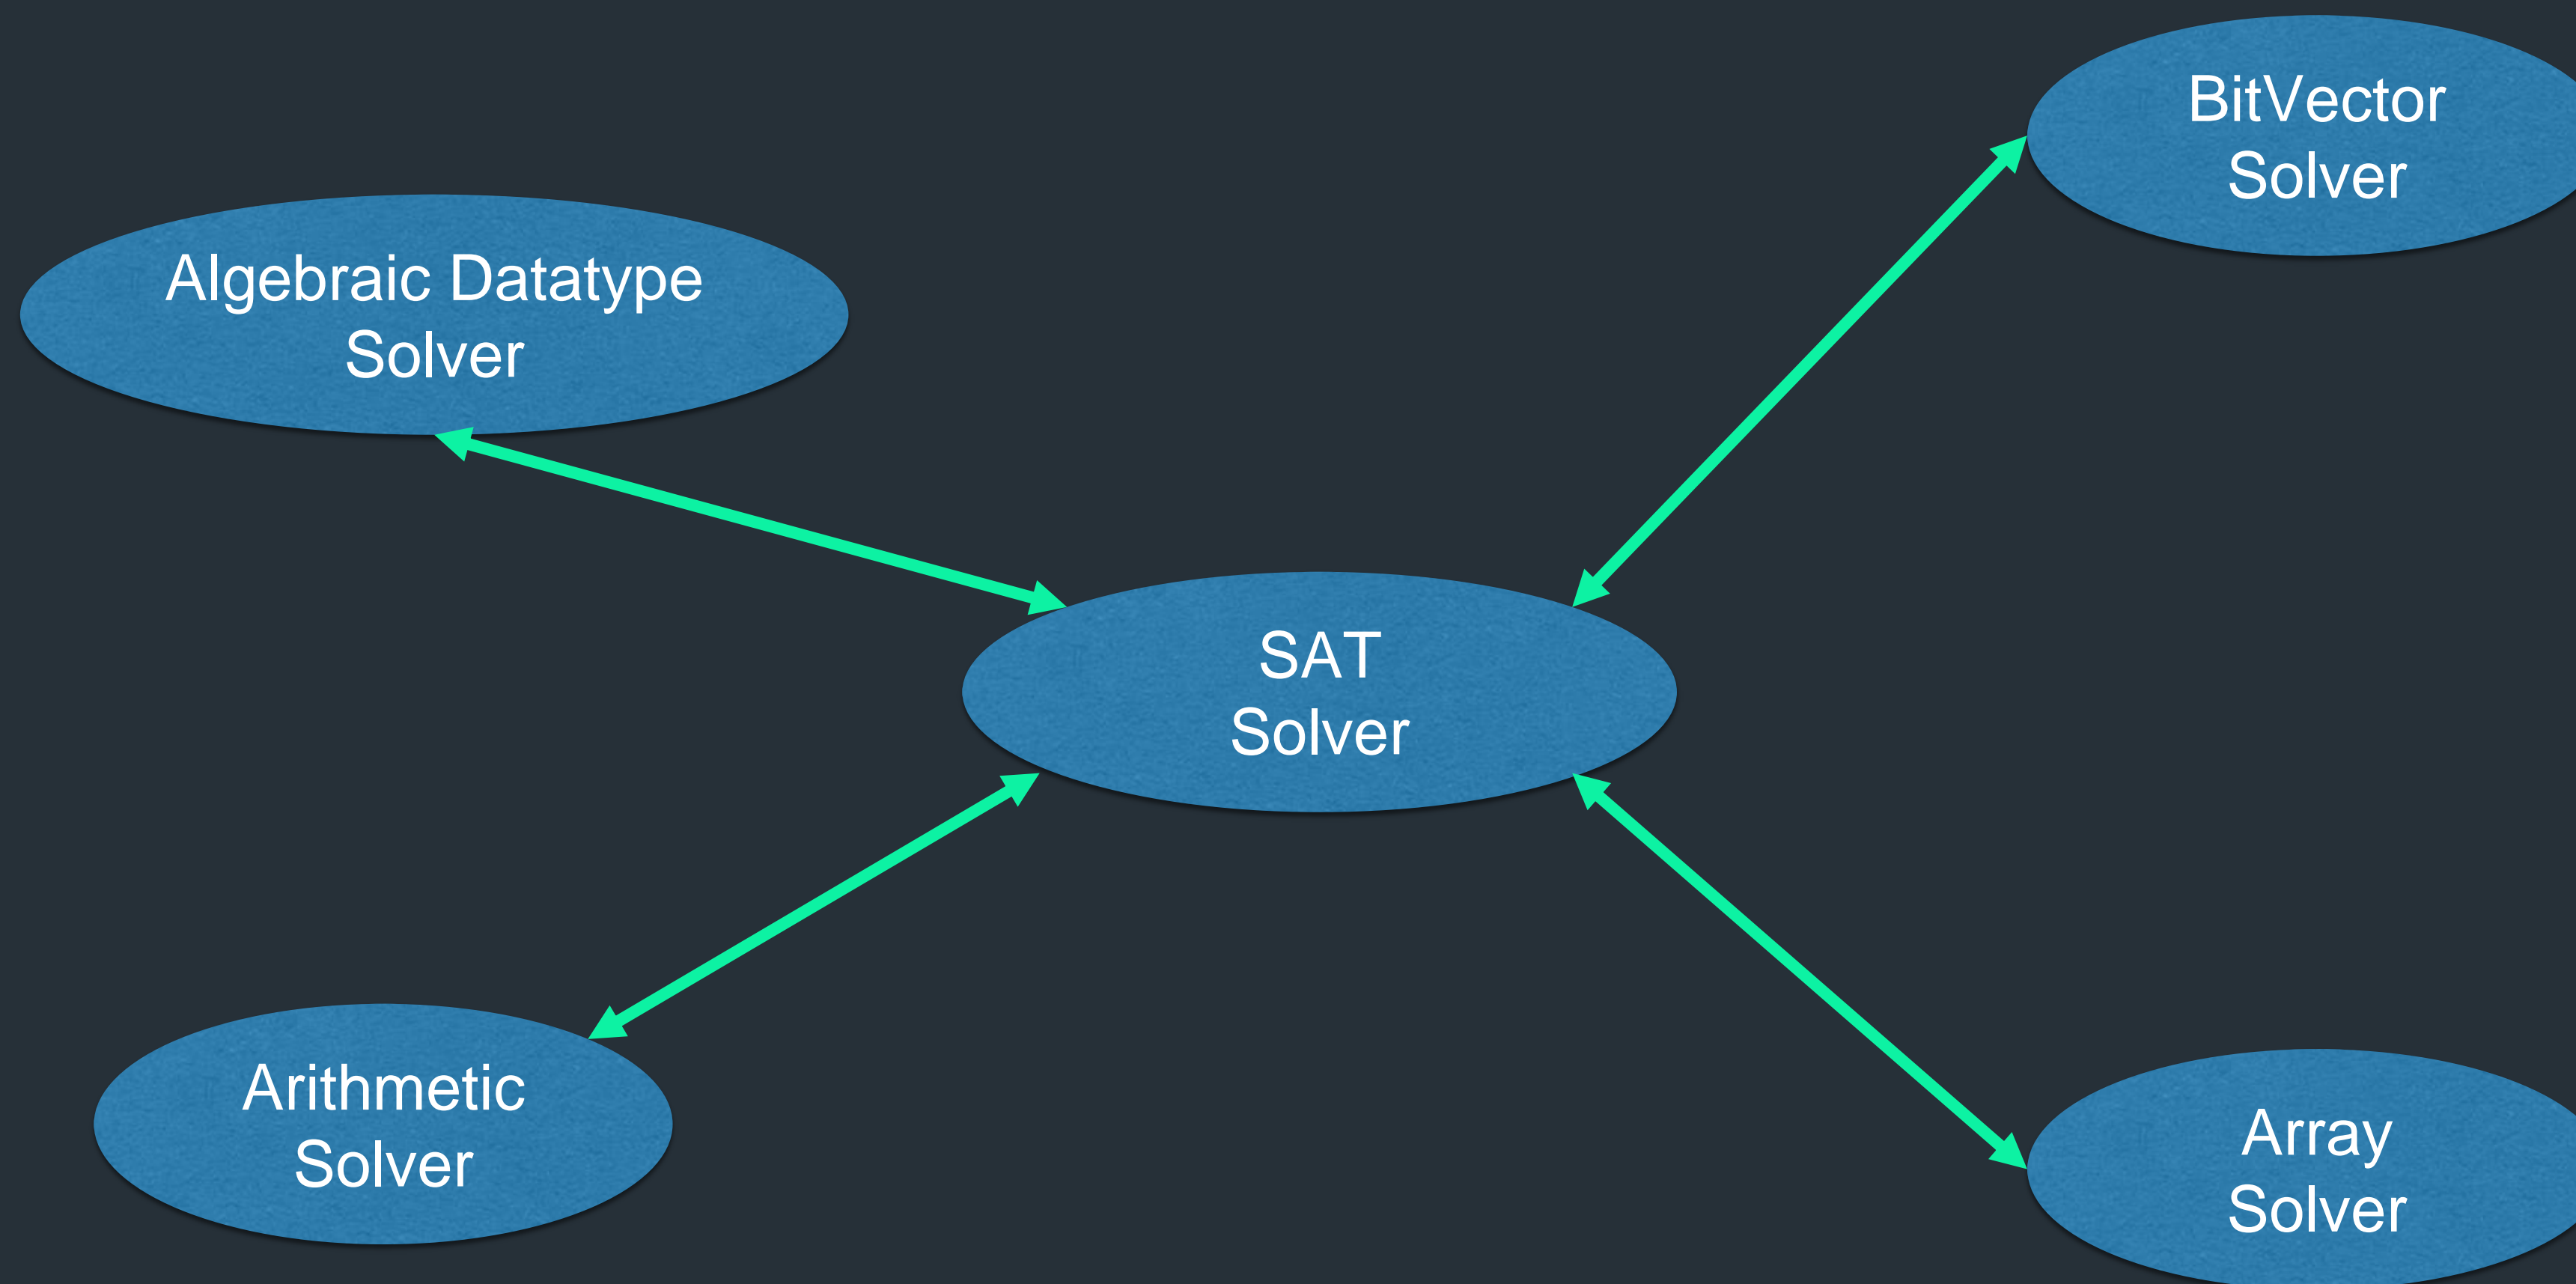 BitVector
Solver
Algebraic Datatype
Solver
SAT
Solver
Arithmetic
Solver
Array
Solver